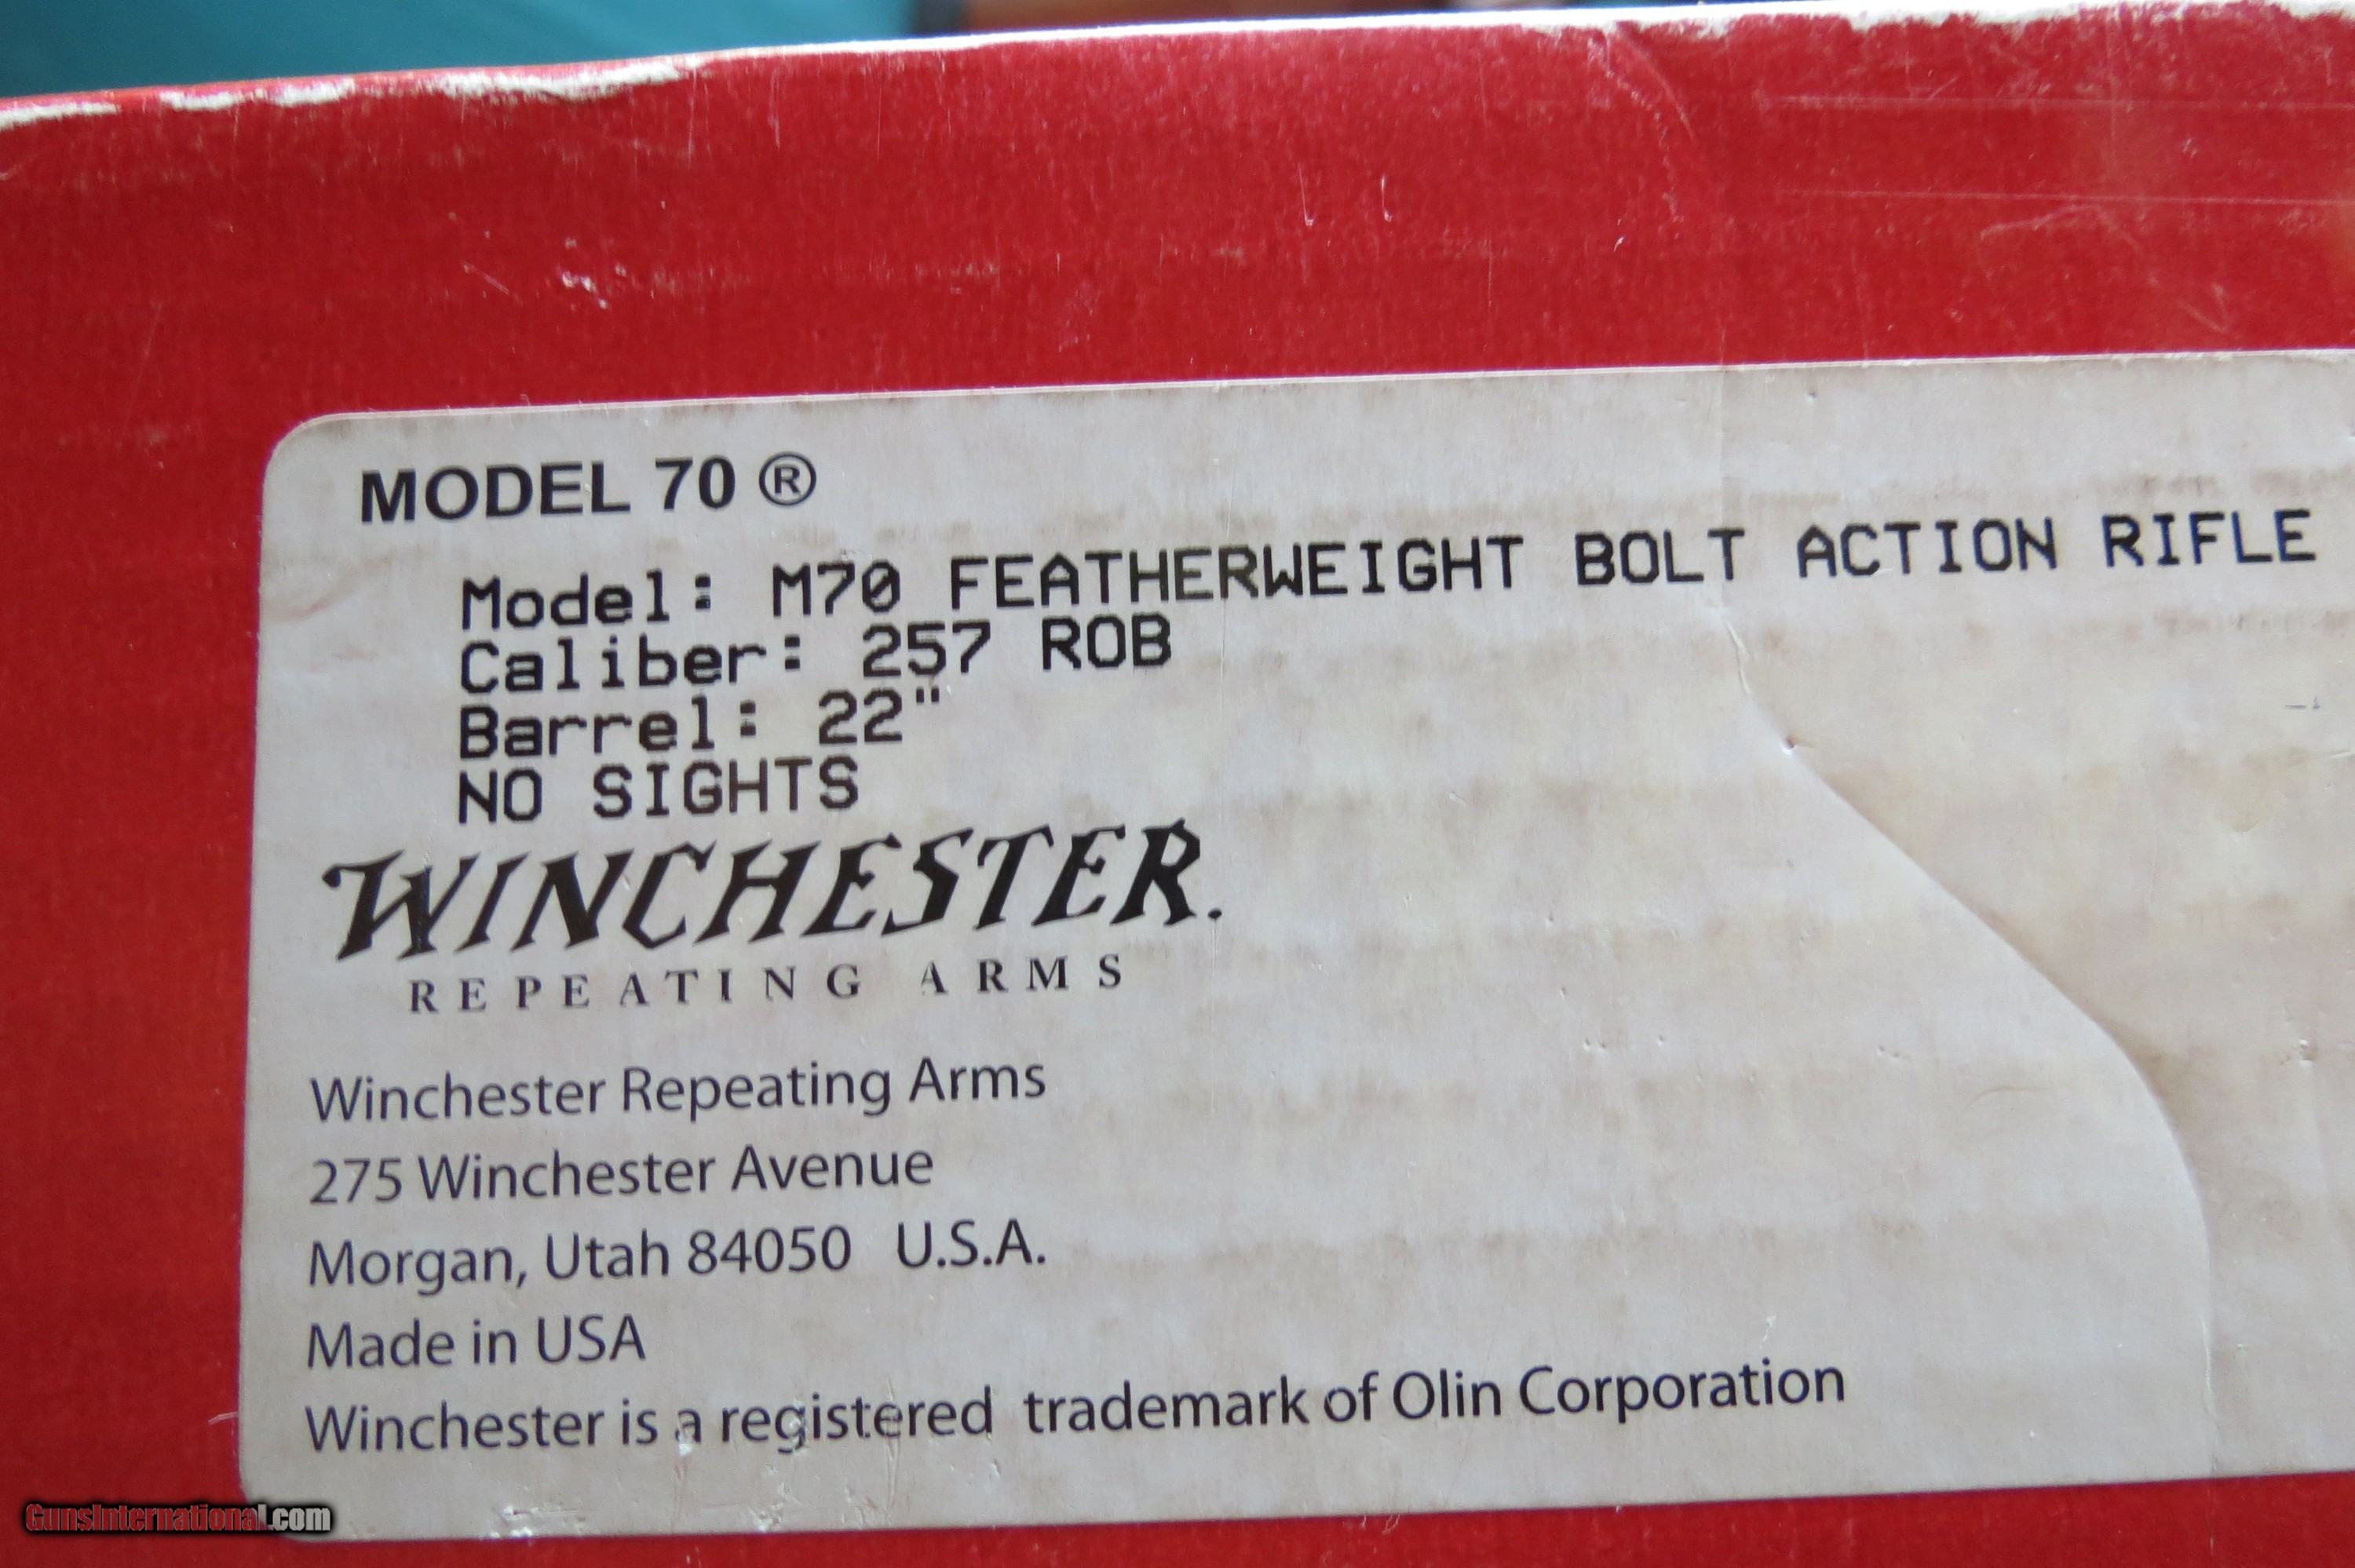 MODEL 70 ®
Model: M70 FEATHERWEIGHT BOLT ACTION RIFLE
Caliber: 257 ROB
Barrel: 22"
NO SIGHTS
WINCHESTER.
REPEATING ARMS
Winchester Repeating Arms
275 Winchester Avenue
Morgan, Utah 84050 U.S.A.
Made in USA
Winchester is a registered trademark of Olin Corporation
GunsInternational.com